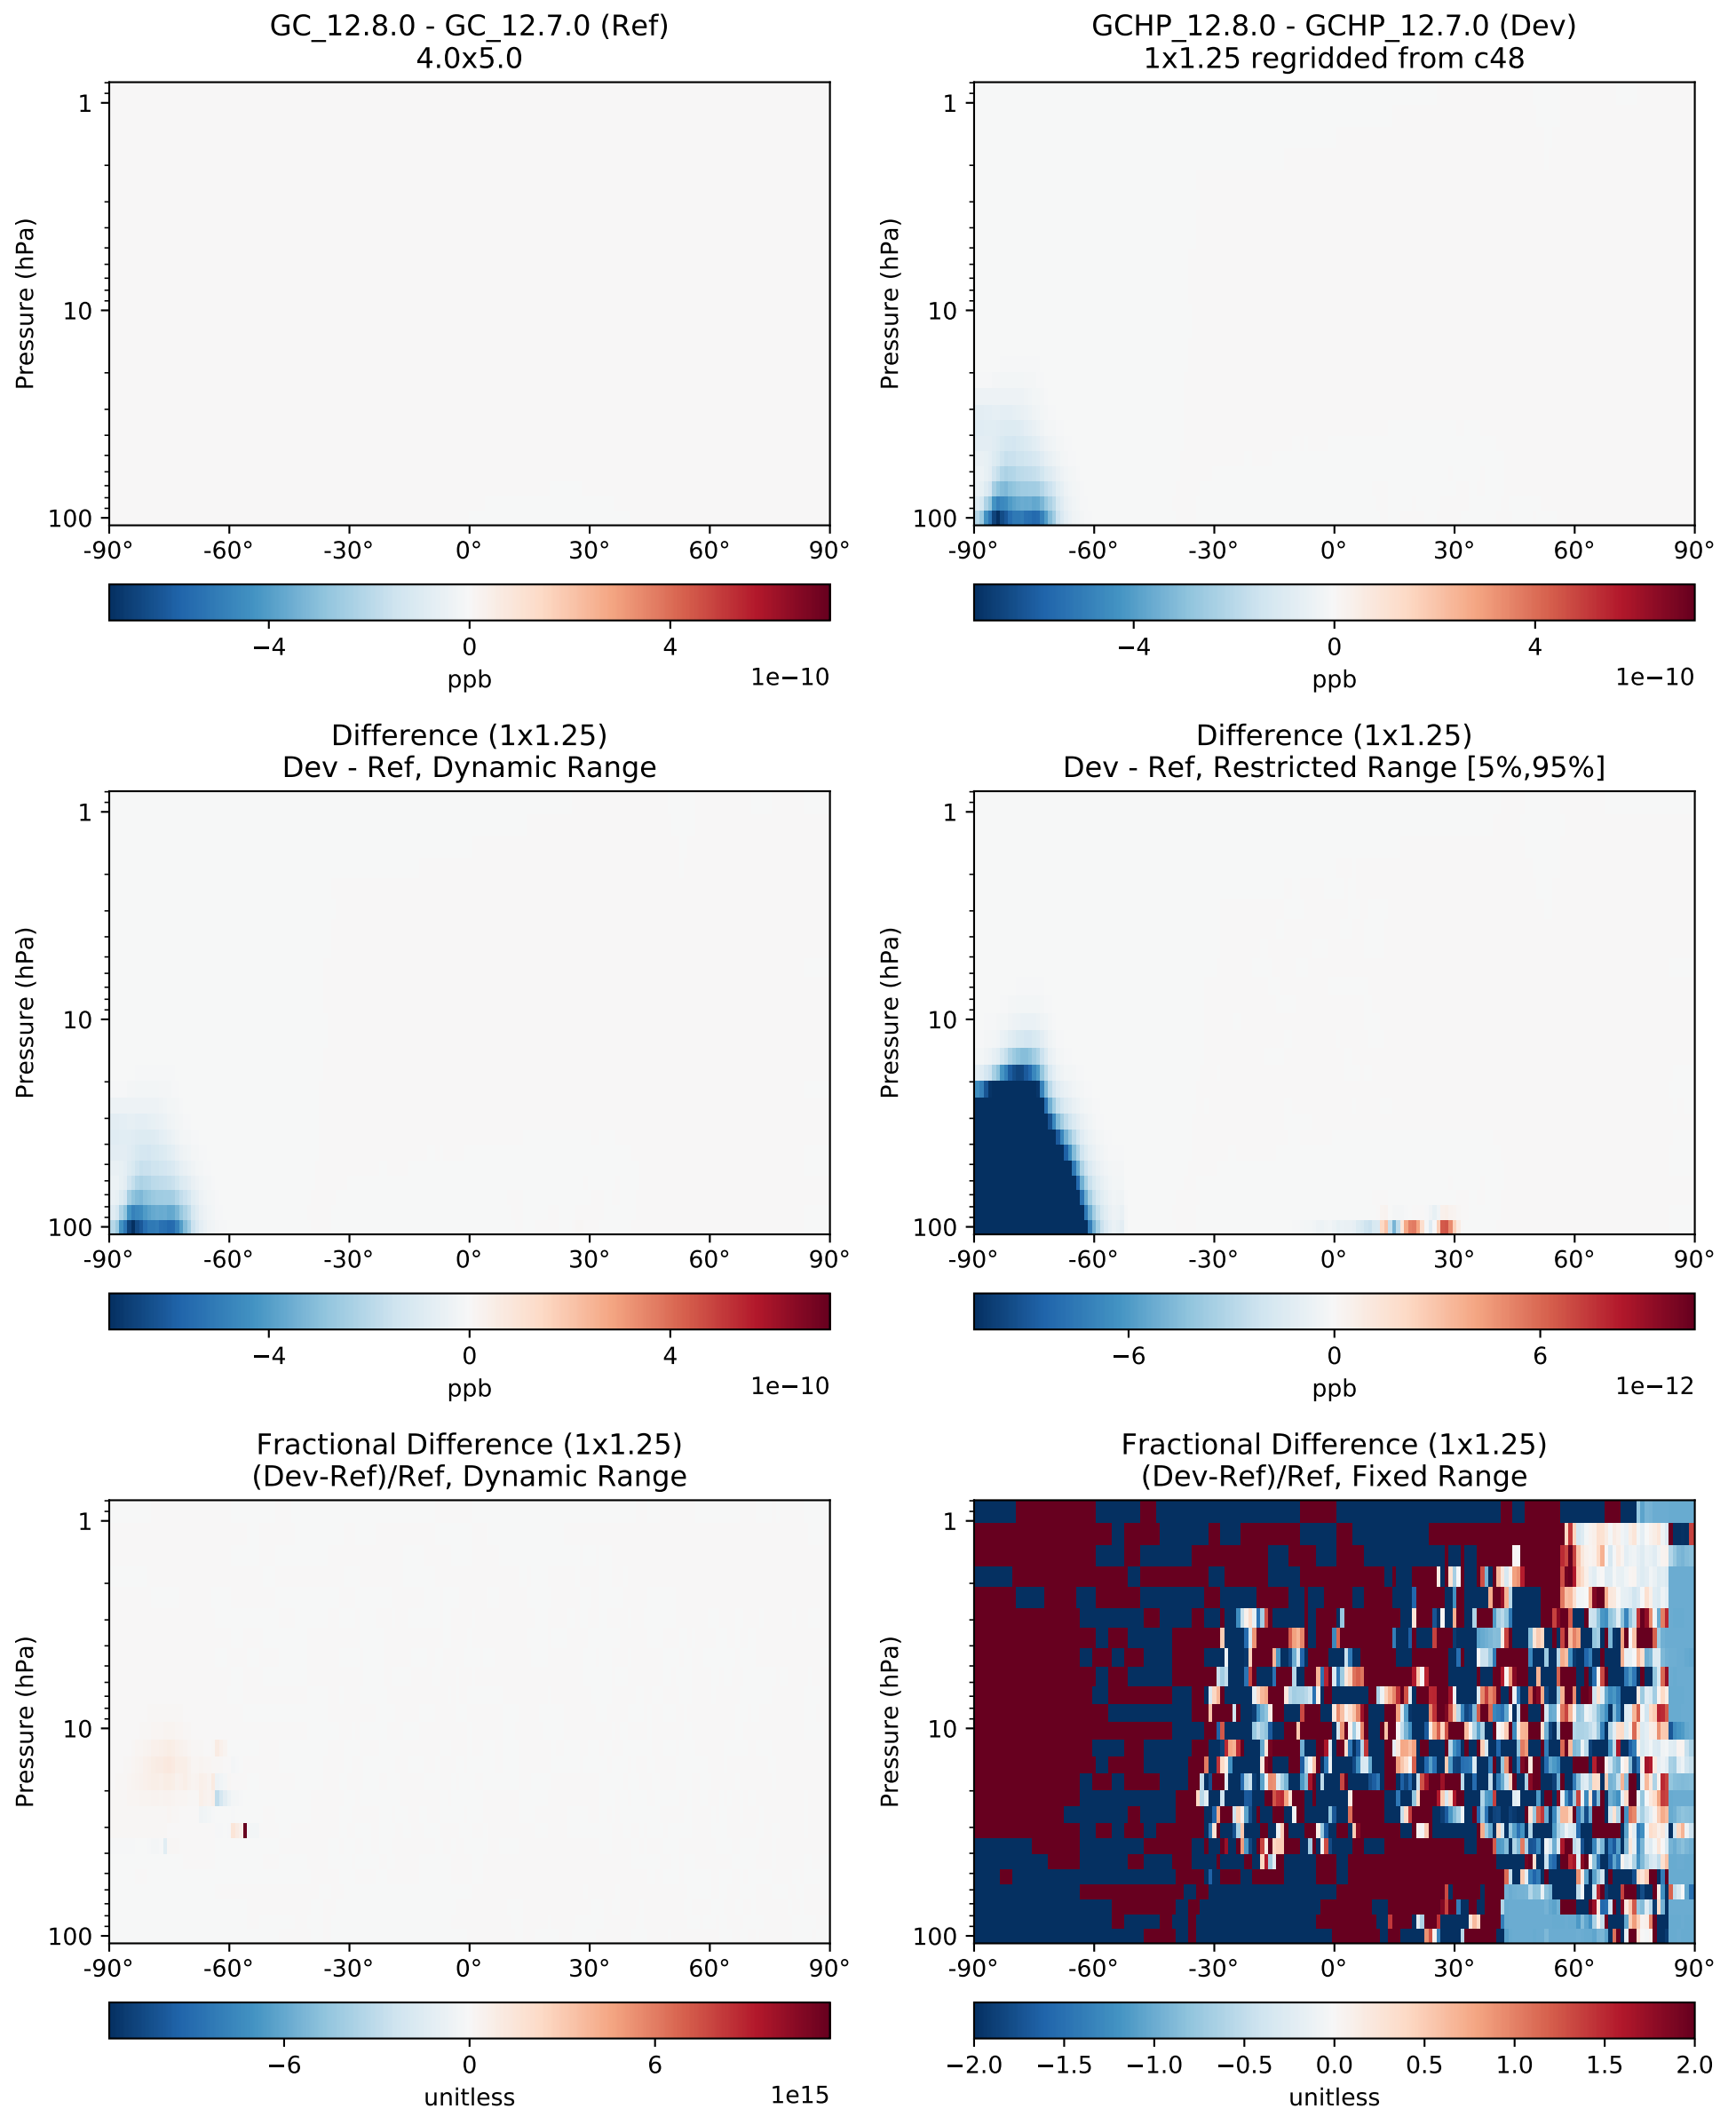 GC_12.8.0 - GC_12.7.0 (Ref)
4.0x5.0
Pressure (hPa)
1
10
100
-90° -60° -30° 0° 30° 60° 90°
−4 0 4
1e−10
ppb
GCHP_12.8.0 - GCHP_12.7.0 (Dev)
1x1.25 regridded from c48
Pressure (hPa)
1
10
100
-90° -60° -30° 0° 30° 60° 90°
−4 0 4
1e−10
ppb
Difference (1x1.25)
Dev - Ref, Dynamic Range
Pressure (hPa)
1
10
100
-90° -60° -30° 0° 30° 60° 90°
−4 0 4
1e−10
ppb
Difference (1x1.25)
Dev - Ref, Restricted Range [5%,95%]
Pressure (hPa)
1
10
100
-90° -60° -30° 0° 30° 60° 90°
−6 0 6
1e−12
ppb
Fractional Difference (1x1.25)
(Dev-Ref)/Ref, Dynamic Range
Pressure (hPa)
1
10
100
-90° -60° -30° 0° 30° 60° 90°
−6 0 6
1e15
unitless
Fractional Difference (1x1.25)
(Dev-Ref)/Ref, Fixed Range
Pressure (hPa)
1
10
100
-90° -60° -30° 0° 30° 60° 90°
−2.0 −1.5 −1.0 −0.5 0.0 0.5 1.0 1.5 2.0
unitless